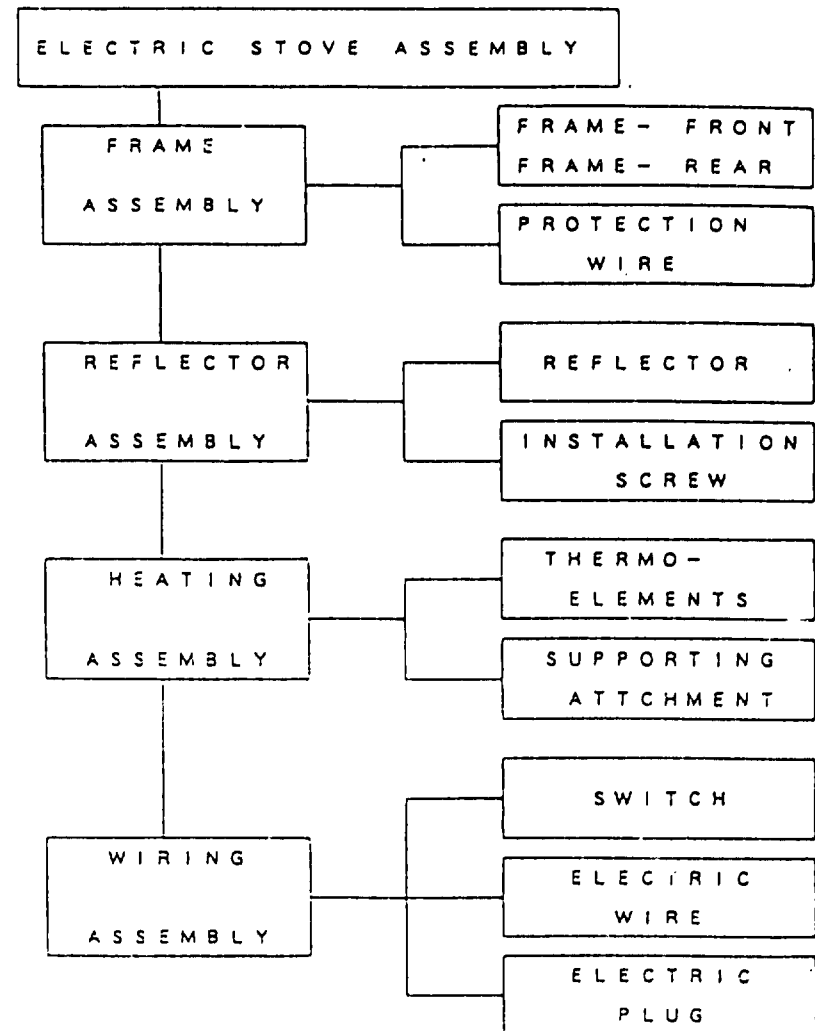 ELECTRIC STOVE ASSEMBLY
FRAME
ASSEMBLY
FRAME- FRONT
FRAME- REAR
PROTECTION
WIRE
REFLECTOR
ASSEMBLY
REFLECTOR
INSTALLATION
SCREW
HEATING
ASSEMBLY
THERMO-
ELEMENTS
SUPPORTING
ATTCHMENT
WIRING
ASSEMBLY
SWITCH
ELECTRIC
WIRE
ELECTRIC
PLUG